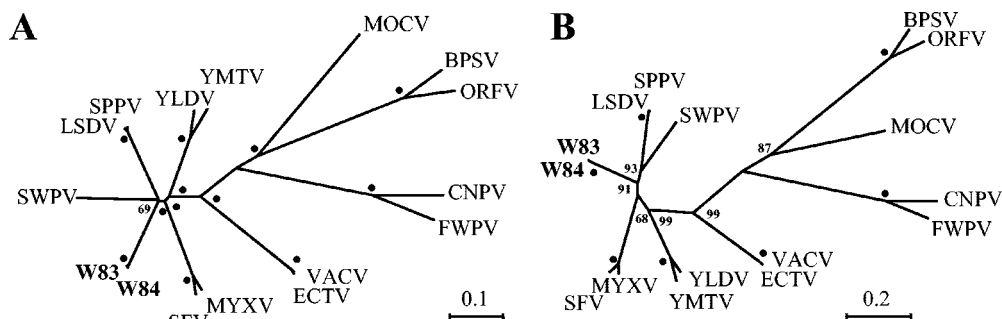 A
MOCV
BPSV
ORFV
YMTV
YLDV
SPPV
LSDV
SWPV
69
CNPV
FWPV
W83
W84
VACV
ECTV
MYXV
SFV
0.1
B
BPSV
ORFV
SPPV
LSDV
SWPV
MOCV
87
W83
W84
93
91
CNPV
FWPV
68
99
99
VACV
ECTV
MYXV
YLDV
SFV
YMTV
0.2